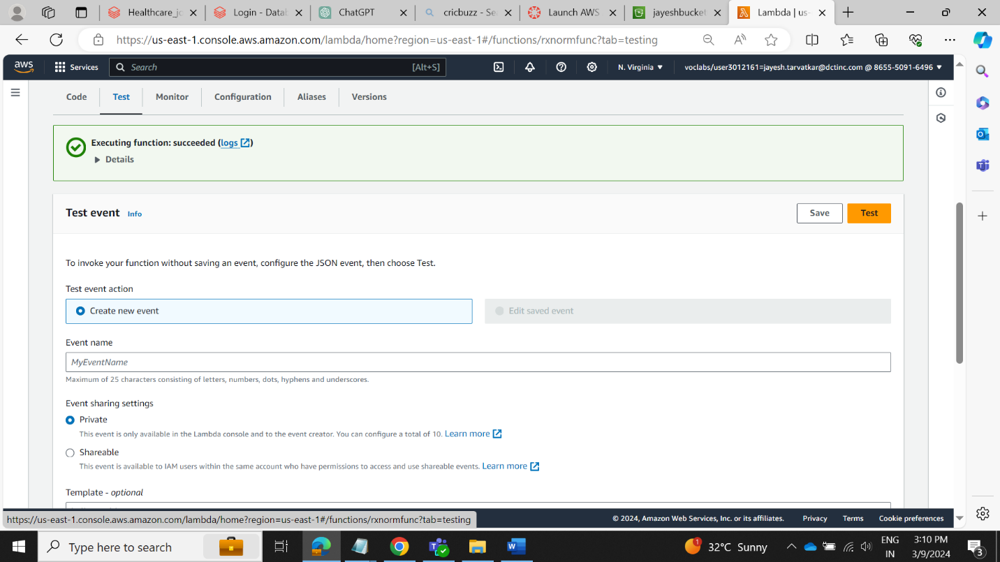 Healthcare_jo
Login - Datab
ChatGPT
cricbuzz - Se
Launch AWS
jayeshbucket
Lambda | us-
https://us-east-1.console.aws.amazon.com/lambda/home?region=us-east-1#/functions/rxnormfunc?tab=testing
aws
Services
Search
[Alt+S]
N. Virginia
voclabs/user3012161=jayesh.tarvatkar@dctinc.com @ 8655-5091-6496
Code
Test
Monitor
Configuration
Aliases
Versions
Executing function: succeeded (logs)
Details
Test event Info
Save
Test
To invoke your function without saving an event, configure the JSON event, then choose Test.
Test event action
Create new event
Edit saved event
Event name
MyEventName
Maximum of 25 characters consisting of letters, numbers, dots, hyphens and underscores.
Event sharing settings
Private
This event is only available in the Lambda console and to the event creator. You can configure a total of 10. Learn more
Shareable
This event is available to IAM users within the same account who have permissions to access and use shareable events. Learn more
Template - optional
https://us-east-1.console.aws.amazon.com/lambda/home?region=us-east-1#/functions/rxnormfunc?tab=testing
© 2024, Amazon Web Services, Inc. or its affiliates.
Privacy
Terms
Cookie preferences
Type here to search
1
32°C Sunny
ENG
IN
3:10 PM
3/9/2024
3